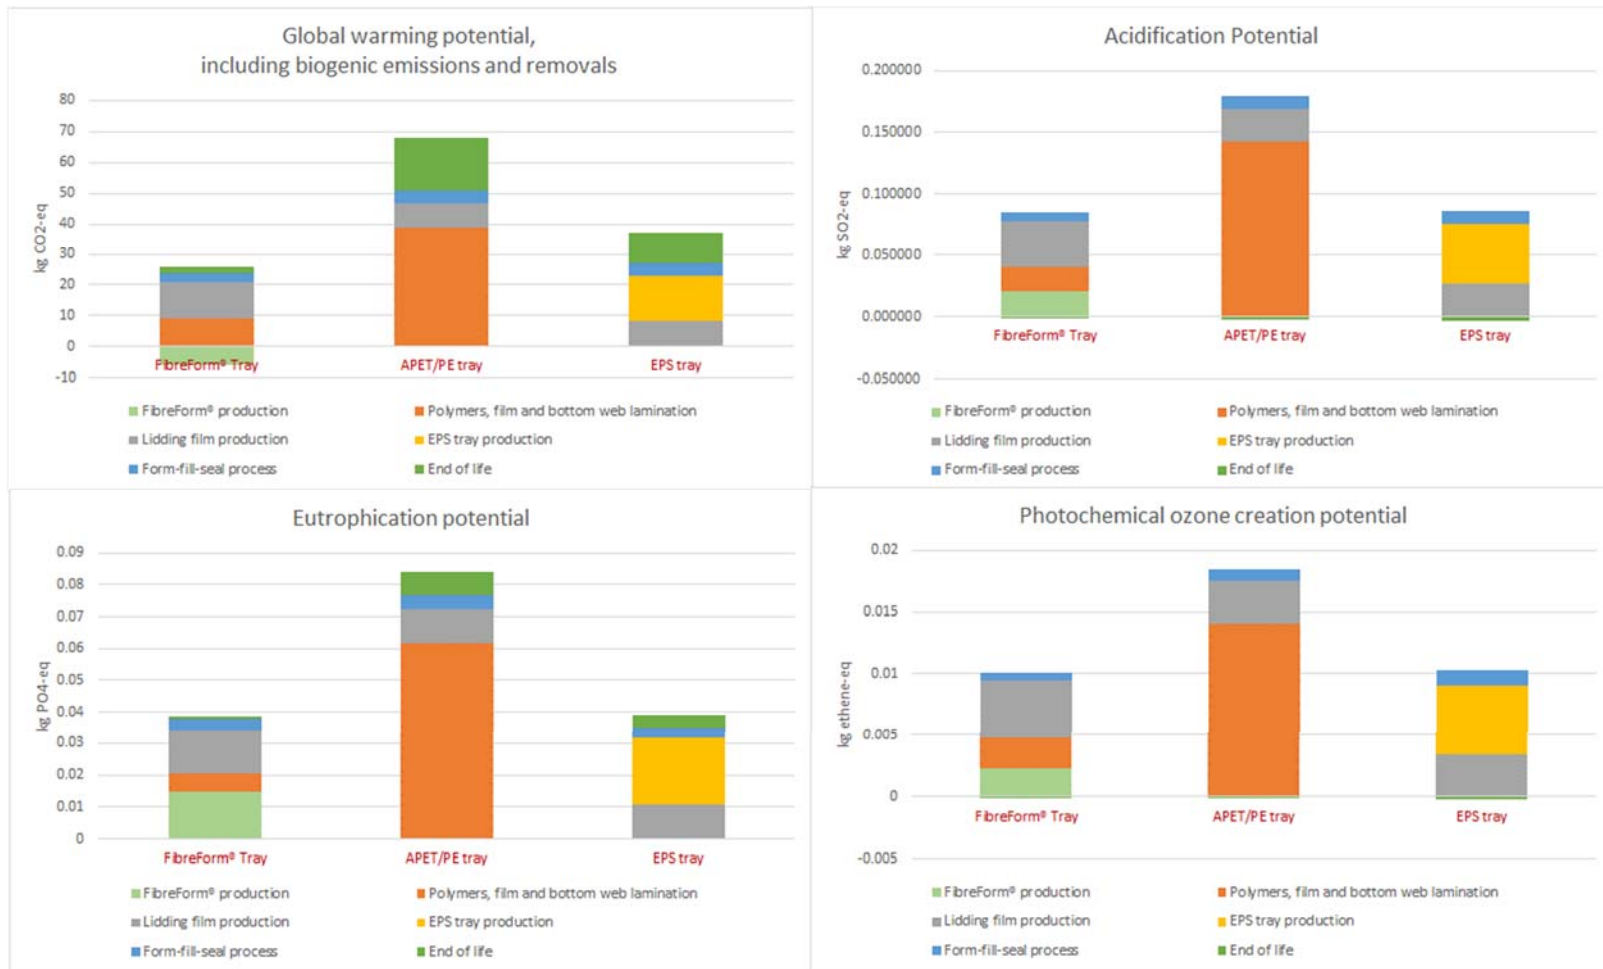 Global warming potential,
including biogenic emissions and removals
80
70
60
50
40
30
20
10
0
-10
kg CO2-eq
FibreForm® Tray
APET/PE tray
EPS tray
FibreForm® production
Polymers, film and bottom web lamination
Lidding film production
EPS tray production
Form-fill-seal process
End of life
Acidification Potential
0.200000
0.150000
0.100000
0.050000
0.000000
-0.050000
kg SO2-eq
FibreForm® Tray
APET/PE tray
EPS tray
FibreForm® production
Polymers, film and bottom web lamination
Lidding film production
EPS tray production
Form-fill-seal process
End of life
Eutrophication potential
0.09
0.08
0.07
0.06
0.05
0.04
0.03
0.02
0.01
0
kg PO4-eq
FibreForm® Tray
APET/PE tray
EPS tray
FibreForm® production
Polymers, film and bottom web lamination
Lidding film production
EPS tray production
Form-fill-seal process
End of life
Photochemical ozone creation potential
0.02
0.015
0.01
0.005
0
-0.005
kg ethene-eq
FibreForm® Tray
APET/PE tray
EPS tray
FibreForm® production
Polymers, film and bottom web lamination
Lidding film production
EPS tray production
Form-fill-seal process
End of life